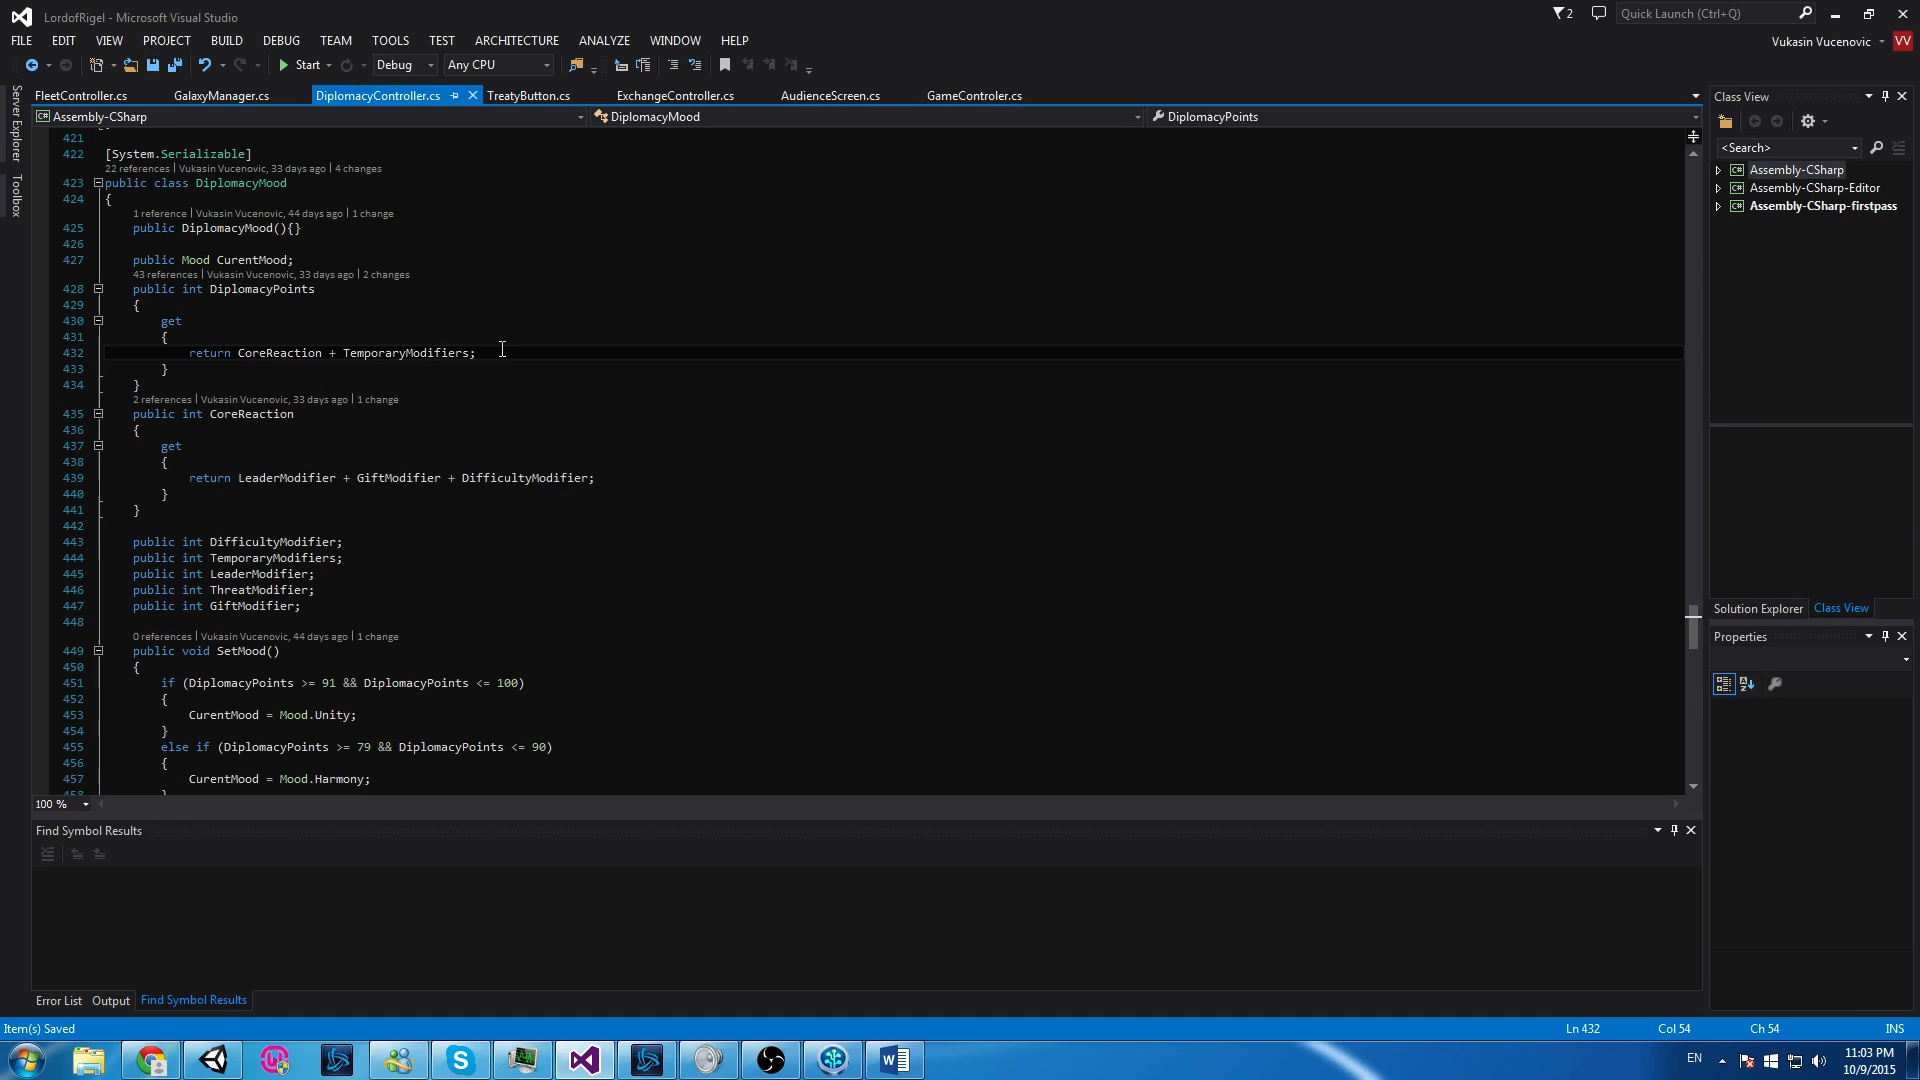 LordofRigel - Microsoft Visual Studio
2
Quick Launch (Ctrl+Q)
FILE EDIT VIEW PROJECT BUILD DEBUG TEAM TOOLS TEST ARCHITECTURE ANALYZE WINDOW HELP
Vukasin Vucenovic VV
Start Debug Any CPU
Server Explorer
Toolbox
FleetController.cs GalaxyManager.cs DiplomacyController.cs TreatyButton.cs ExchangeController.cs AudienceScreen.cs GameControler.cs
Assembly-CSharp DiplomacyMood DiplomacyPoints
421
422 [System.Serializable]
22 references | Vukasin Vucenovic, 33 days ago | 4 changes
423 public class DiplomacyMood
424 {
1 reference | Vukasin Vucenovic, 44 days ago | 1 change
425 public DiplomacyMood(){}
426
427 public Mood CurentMood;
43 references | Vukasin Vucenovic, 33 days ago | 2 changes
428 public int DiplomacyPoints
429 {
430 get
431 {
432 return CoreReaction + TemporaryModifiers;
433 }
434 }
2 references | Vukasin Vucenovic, 33 days ago | 1 change
435 public int CoreReaction
436 {
437 get
438 {
439 return LeaderModifier + GiftModifier + DifficultyModifier;
440 }
441 }
442
443 public int DifficultyModifier;
444 public int TemporaryModifiers;
445 public int LeaderModifier;
446 public int ThreatModifier;
447 public int GiftModifier;
448
0 references | Vukasin Vucenovic, 44 days ago | 1 change
449 public void SetMood()
450 {
451 if (DiplomacyPoints >= 91 && DiplomacyPoints <= 100)
452 {
453 CurentMood = Mood.Unity;
454 }
455 else if (DiplomacyPoints >= 79 && DiplomacyPoints <= 90)
456 {
457 CurentMood = Mood.Harmony;
458 }
100 %
Class View
<Search>
Assembly-CSharp
Assembly-CSharp-Editor
Assembly-CSharp-firstpass
Solution Explorer Class View
Properties
Find Symbol Results
Error List Output Find Symbol Results
Item(s) Saved Ln 432 Col 54 Ch 54 INS
EN
11:03 PM
10/9/2015